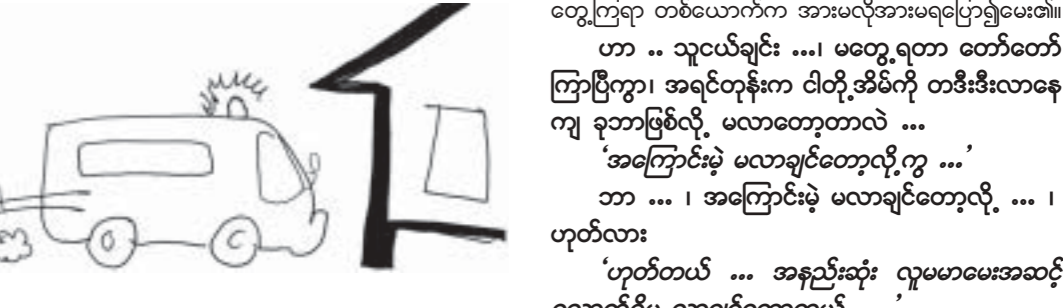 တွေ့ကြရာ တစ်ယောက်က အားမလိုအားမရပြော၍မေး၏။
ဟာ .. သူငယ်ချင်း ...၊ မတွေ့ရတာ တော်တော်
ကြာပြီကွာ၊ အရင်တုန်းက ငါတို့အိမ်ကို တဒီးဒီးလာနေ
ကျ ခုဘာဖြစ်လို့ မလာတော့တာလဲ ...
‘အကြောင်းမဲ့ မလာချင်တော့လို့ကွ ...’
ဘာ ... ၊ အကြောင်းမဲ့ မလာချင်တော့လို့ ... ၊
ဟုတ်လား
‘ဟုတ်တယ် ... အနည်းဆုံး လူမမာမေးအဆင့်